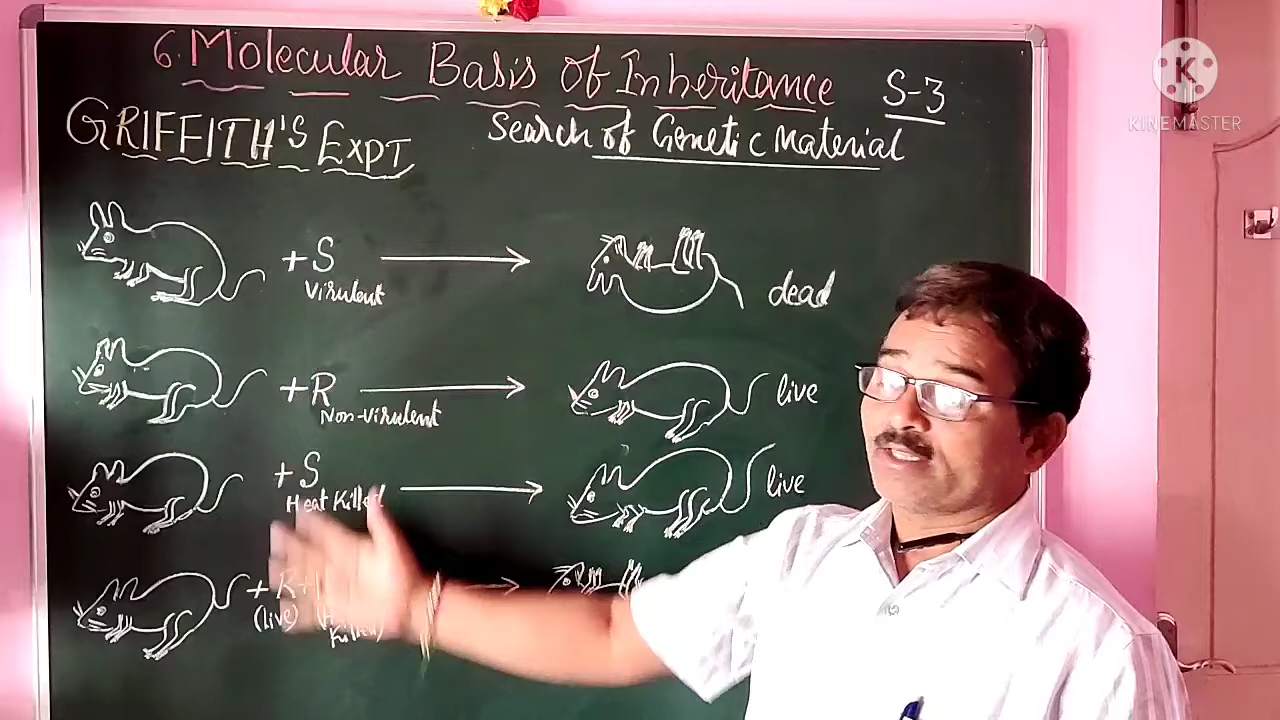 6. Molecular Basis of Inheritance
S-3
Search of Genetic Material
GRIFFITH'S EXPT
+ S
Virulent
dead
+ R
Non-virulent
live
+ S
Heat Killed
live
+ R +
(live)
Killed)
K
KINEMASTER